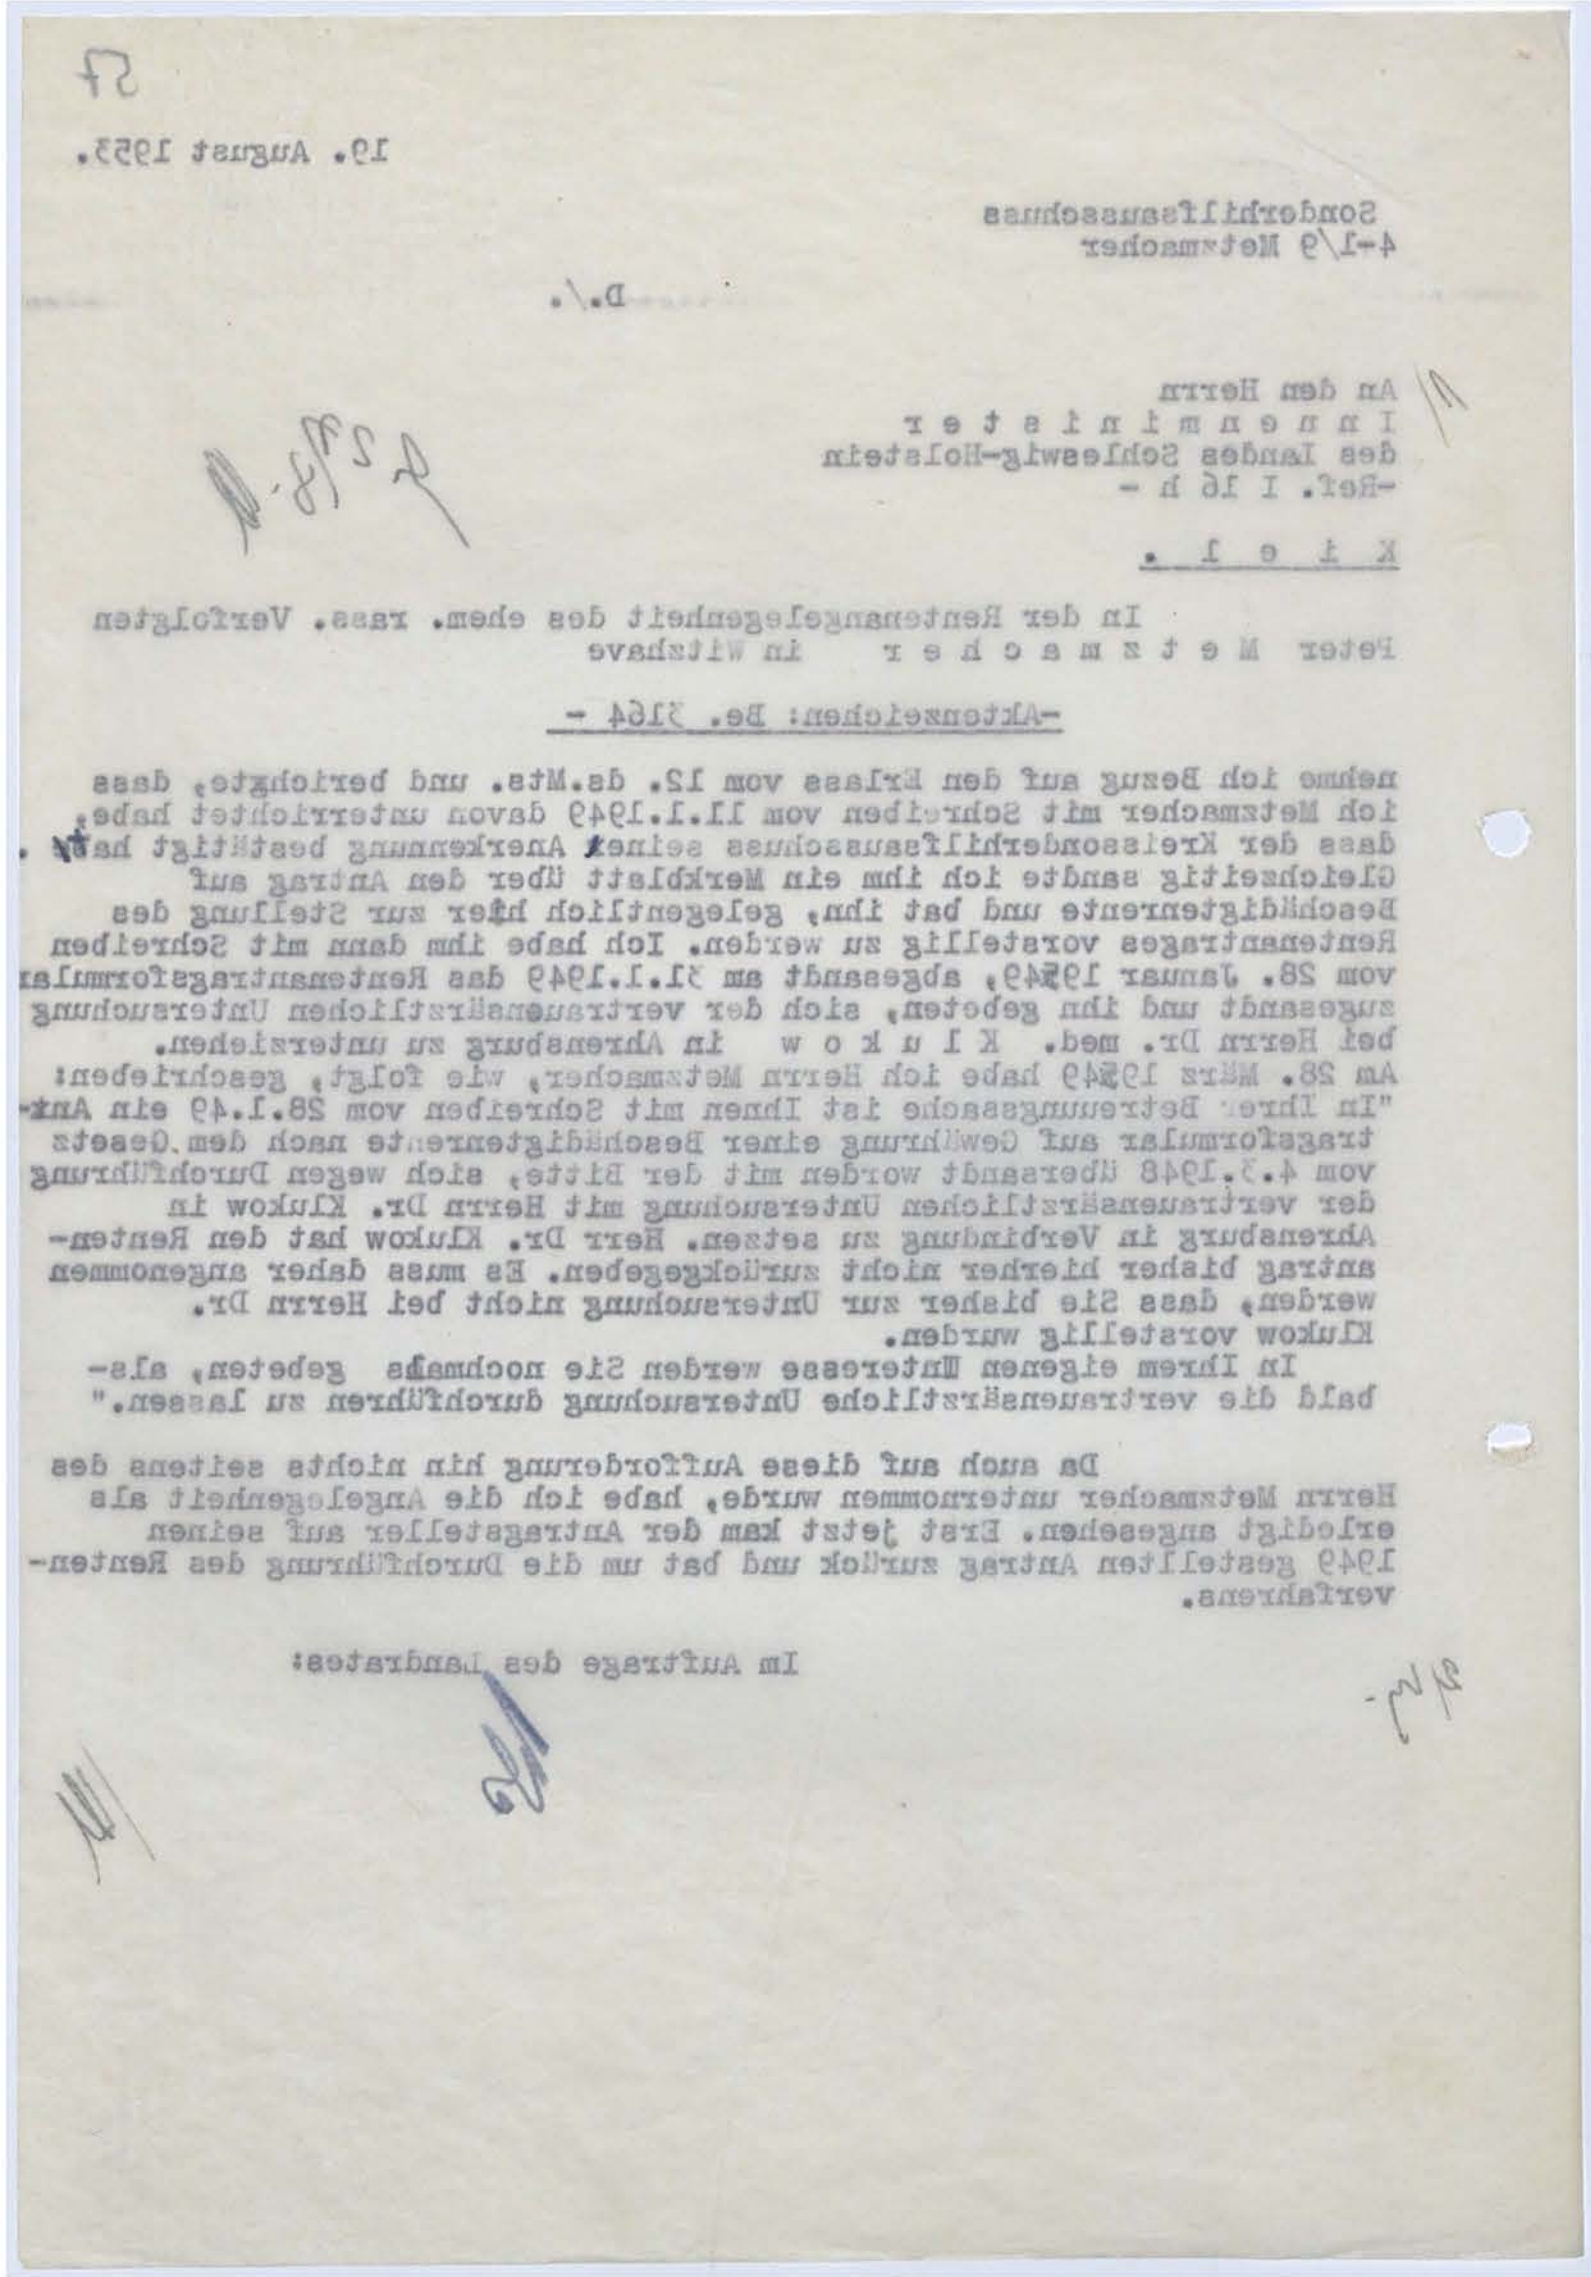 57
19. August 1953.
Sonderhilfsausschuss
4-1/9 Metzmacher
D./.
1/
An den Herrn
I n n e n m i n i s t e r
des Landes Schleswig-Holstein
-Ref. I 16 h -
27/8.
K i e l .
In der Rentenangelegenheit des ehem. rass. Verfolgten
Peter M e t z m a c h e r in Witzhave
-Aktenzeichen: Be. 3164 -
nehme ich Bezug auf den Erlass vom 12. ds.Mts. und berichgte, dass
ich Metzmacher mit Schreiben vom 11.1.1949 davon unterrichtet habe,
dass der Kreissonderhilfsausschuss seine Anerkennung bestätigt hat.
Gleichzeitig sandte ich ihm ein Merkblatt über den Antrag auf
Beschädigtenrente und bat ihn, gelegentlich hier zur Stellung des
Rentenantrages vorstellig zu werden. Ich habe ihm dann mit Schreiben
vom 28. Januar 1949, abgesandt am 31.1.1949 das Rentenantragsformular
zugesandt und ihn gebeten, sich der vertrauensärztlichen Untersuchung
bei Herrn Dr. med. K l u k o w in Ahrensburg zu unterziehen.
Am 28. März 1949 habe ich Herrn Metzmacher, wie folgt, geschrieben:
"In Ihrer Betreuungssache ist Ihnen mit Schreiben vom 28.1.49 ein An-
tragsformular auf Gewährung einer Beschädigtenrente nach dem Gesetz
vom 4.3.1948 übersandt worden mit der Bitte, sich wegen Durchführung
der vertrauensärztlichen Untersuchung mit Herrn Dr. Klukow in
Ahrensburg in Verbindung zu setzen. Herr Dr. Klukow hat den Renten-
antrag bisher hierher nicht zurückgegeben. Es muss daher angenommen
werden, dass Sie bisher zur Untersuchung nicht bei Herrn Dr.
Klukow vorstellig wurden.
In Ihrem eigenen Interesse werden Sie nochmals gebeten, als-
bald die vertrauensärztliche Untersuchung durchführen zu lassen."
Da auch auf diese Aufforderung hin nichts seitens des
Herrn Metzmacher unternommen wurde, habe ich die Angelegenheit als
erledigt angesehen. Erst jetzt kam der Antragsteller auf seinen
1949 gestellten Antrag zurück und bat um die Durchführung des Renten-
verfahrens.
Im Auftrage des Landrates: